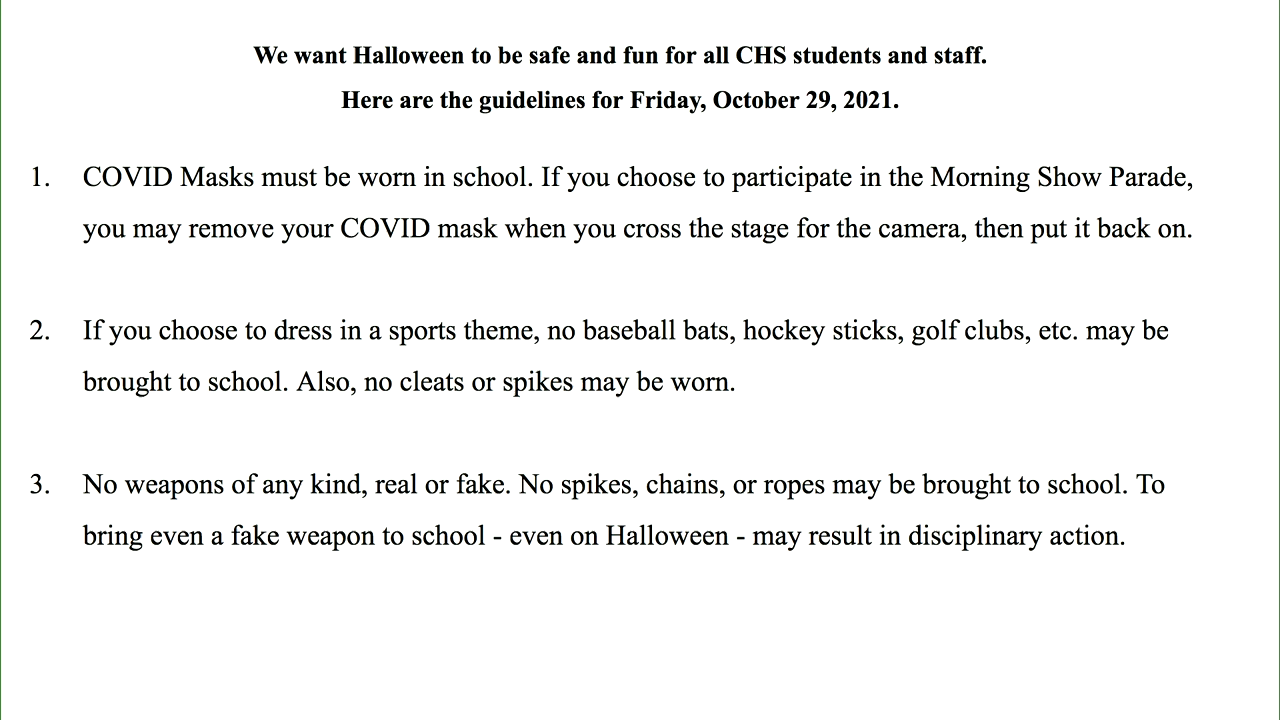 We want Halloween to be safe and fun for all CHS students and staff.
Here are the guidelines for Friday, October 29, 2021.
1. COVID Masks must be worn in school. If you choose to participate in the Morning Show Parade,
you may remove your COVID mask when you cross the stage for the camera, then put it back on.
2. If you choose to dress in a sports theme, no baseball bats, hockey sticks, golf clubs, etc. may be
brought to school. Also, no cleats or spikes may be worn.
3. No weapons of any kind, real or fake. No spikes, chains, or ropes may be brought to school. To
bring even a fake weapon to school - even on Halloween - may result in disciplinary action.